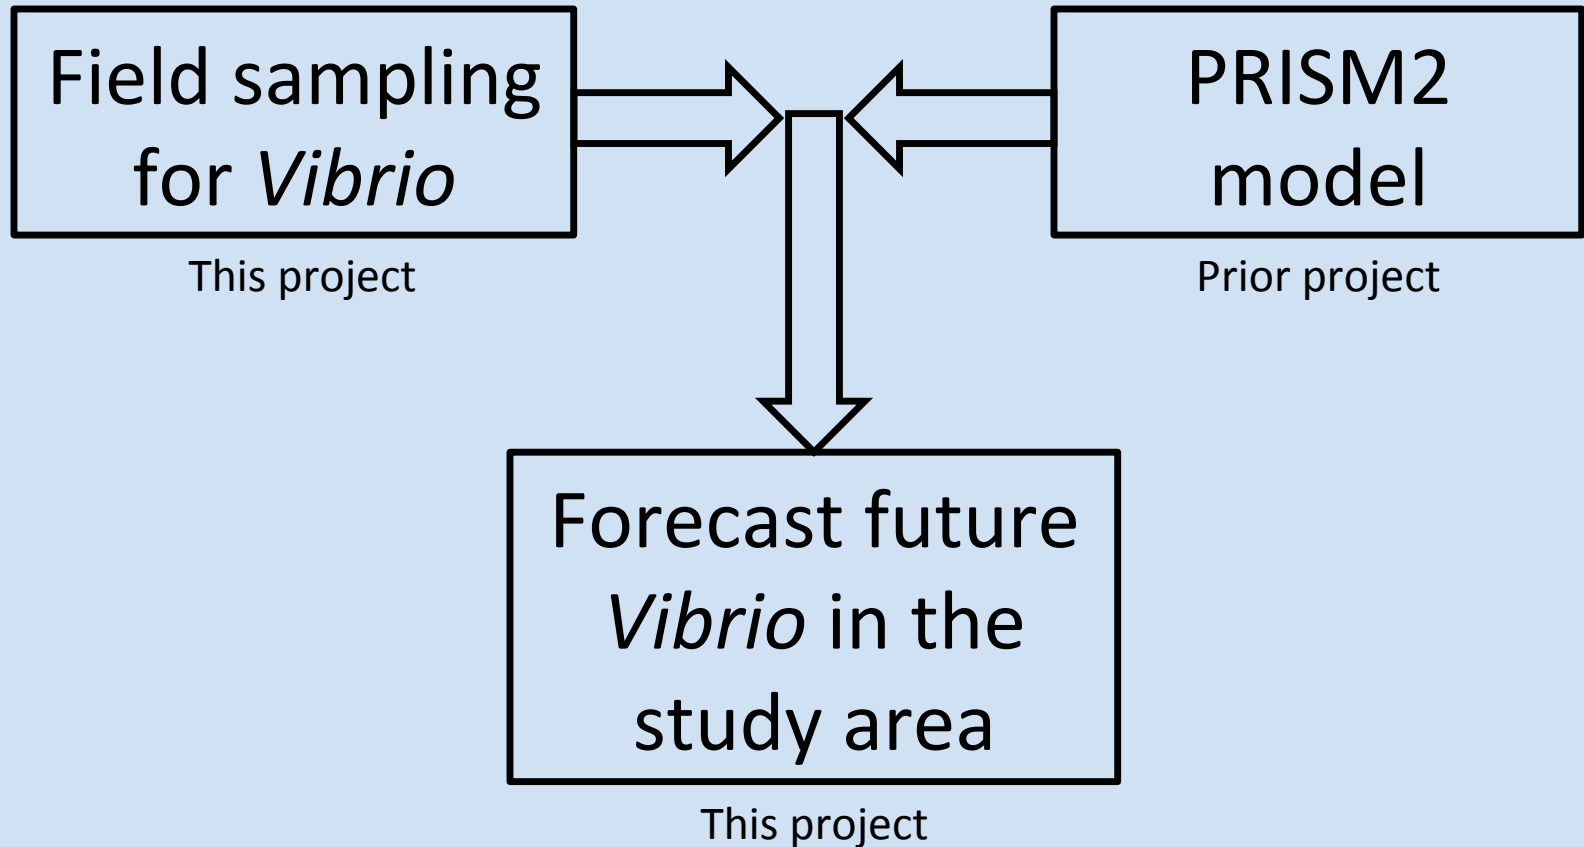 Field sampling
for Vibrio
This project
PRISM2
model
Prior project
Forecast future
Vibrio in the
study area
This project